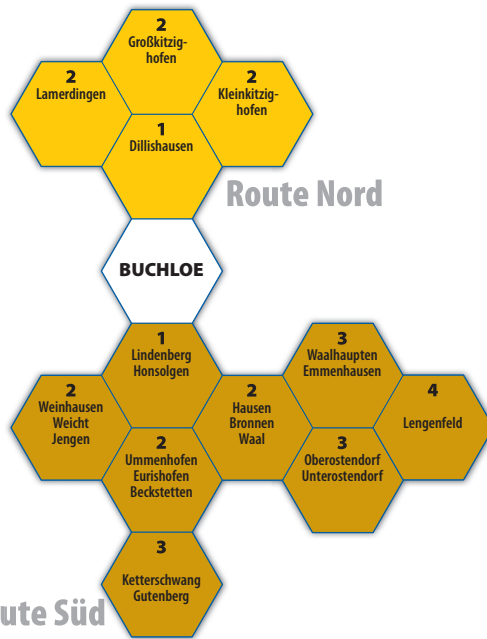 2
Großkitzig-
hofen
2
Lamerdingen
2
Kleinkitzig-
hofen
1
Dillishausen
Route Nord
BUCHLOE
1
Lindenberg
Honsolgen
3
Waalhaupten
Emmenhausen
2
Weinhausen
Weicht
Jengen
2
Hausen
Bronnen
Waal
4
Lengenfeld
2
Ummenhofen
Eurishofen
Beckstetten
3
Oberostendorf
Unterostendorf
3
Ketterschwang
Gutenberg
ute Süd